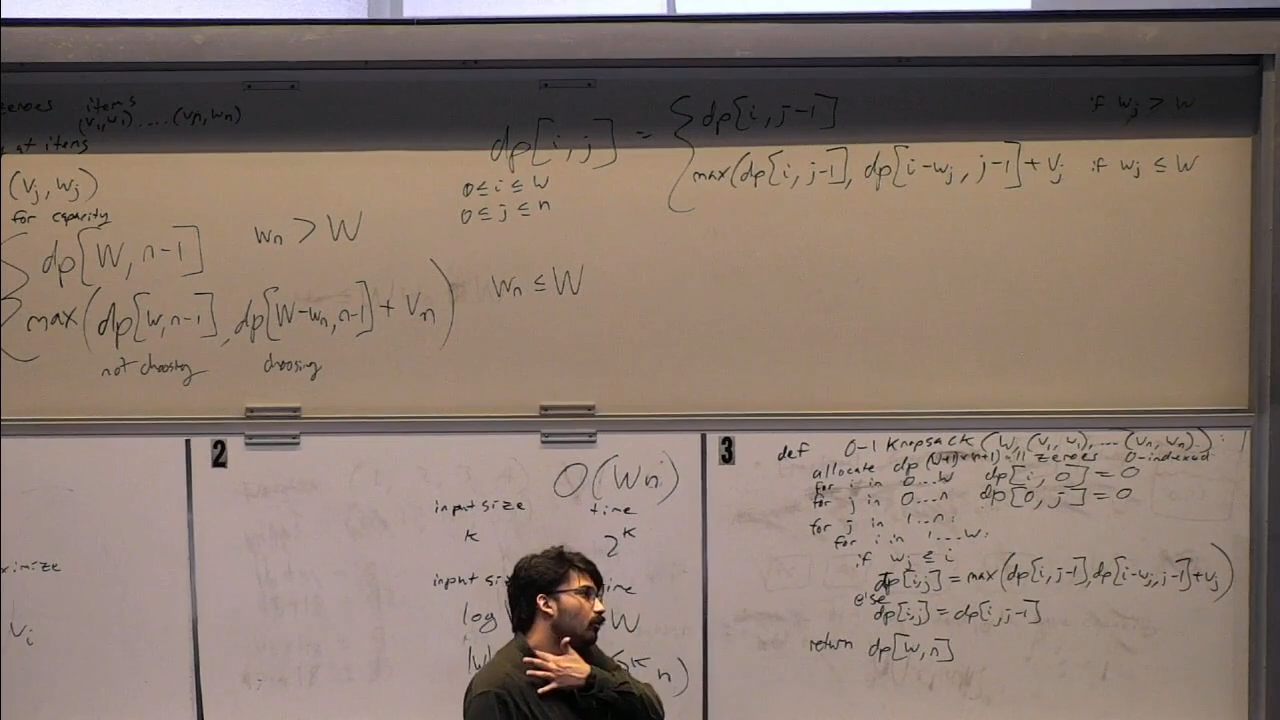 zeroes items
(v₁,w₁) .... (vₙ,wₙ)
at items
(vⱼ, wⱼ)
for capacity
dp[W, n-1] wₙ > W
max(dp[w,n-1], dp[W-wₙ,n-1] + vₙ) wₙ ≤ W
not choosing choosing
dp[i,j] = { dp[i, j-1] if wⱼ > W
max(dp[i, j-1], dp[i-wⱼ, j-1] + vⱼ if wⱼ ≤ W
0 ≤ i ≤ W
0 ≤ j ≤ n
vᵢ
2
O(Wn)
input size time
k 2^k
log W
n)
3
def 0-1 Knapsack (W, (v₁, w₁), ... (vₙ, wₙ)):
allocate dp (W+1)×(n+1) all zeroes 0-indexed
for i in 0...W dp[i, 0] = 0
for j in 0...n dp[0, j] = 0
for j in 1...n:
for i in 1...W:
if wⱼ ≤ i
dp[i,j] = max(dp[i,j-1], dp[i-wⱼ,j-1]+vⱼ)
else
dp[i,j] = dp[i,j-1]
return dp[W,n]